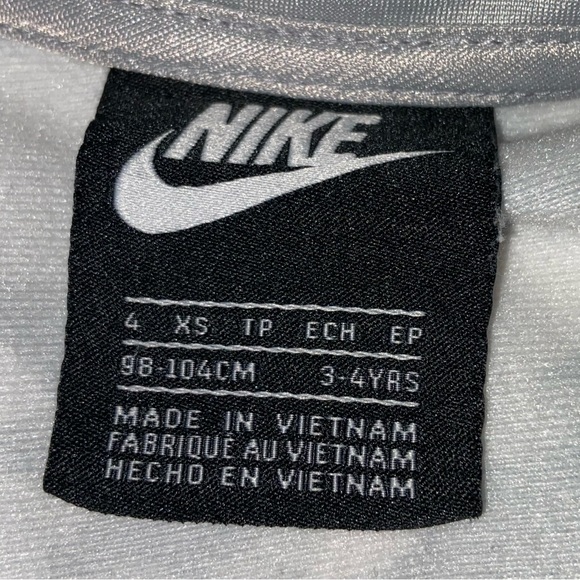 NIKE
4 XS TP ECH EP
98-104CM 3-4YRS
MADE IN VIETNAM
FABRIQUÉ AU VIETNAM
HECHO EN VIETNAM